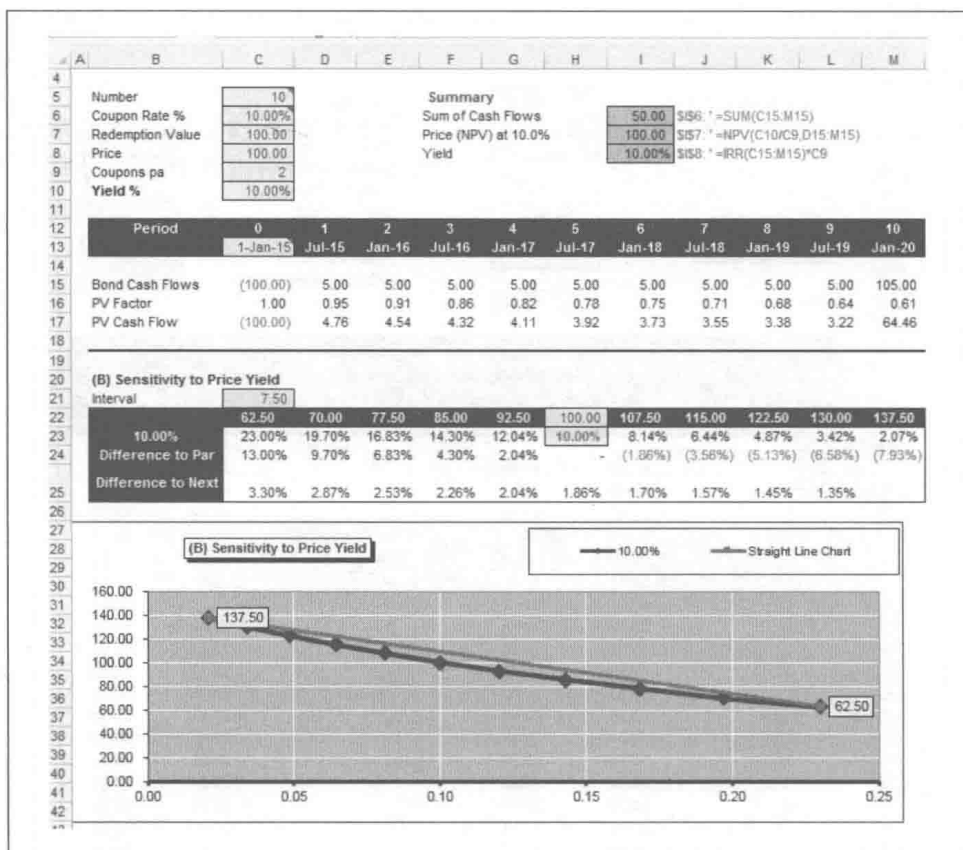 A B C D E F G H I J K L M
4
5 Number 10 Summary
6 Coupon Rate % 10.00% Sum of Cash Flows 50.00 $I$6: ' =SUM(C15:M15)
7 Redemption Value 100.00 Price (NPV) at 10.0% 100.00 $I$7: ' =NPV(C10/C9,D15:M15)
8 Price 100.00 Yield 10.00% $I$8: ' =IRR(C15:M15)*C9
9 Coupons pa 2
10 Yield % 10.00%
11
12 Period 0 1 2 3 4 5 6 7 8 9 10
13 1-Jan-15 Jul-15 Jan-16 Jul-16 Jan-17 Jul-17 Jan-18 Jul-18 Jan-19 Jul-19 Jan-20
14
15 Bond Cash Flows (100.00) 5.00 5.00 5.00 5.00 5.00 5.00 5.00 5.00 5.00 105.00
16 PV Factor 1.00 0.95 0.91 0.86 0.82 0.78 0.75 0.71 0.68 0.64 0.61
17 PV Cash Flow (100.00) 4.76 4.54 4.32 4.11 3.92 3.73 3.55 3.38 3.22 64.46
18
19
20 (B) Sensitivity to Price Yield
21 Interval 7.50
22 62.50 70.00 77.50 85.00 92.50 100.00 107.50 115.00 122.50 130.00 137.50
23 10.00% 23.00% 19.70% 16.83% 14.30% 12.04% 10.00% 8.14% 6.44% 4.87% 3.42% 2.07%
24 Difference to Par 13.00% 9.70% 6.83% 4.30% 2.04% - (1.86%) (3.56%) (5.13%) (6.58%) (7.93%)
Difference to Next
25 3.30% 2.87% 2.53% 2.26% 2.04% 1.86% 1.70% 1.57% 1.45% 1.35%
26
27
28 (B) Sensitivity to Price Yield 10.00% Straight Line Chart
29
30 160.00
31 140.00
32 137.50
33 120.00
34 100.00
35 80.00
36 60.00 62.50
37
38 40.00
39 20.00
40 0.00
41 0.00 0.05 0.10 0.15 0.20 0.25
42